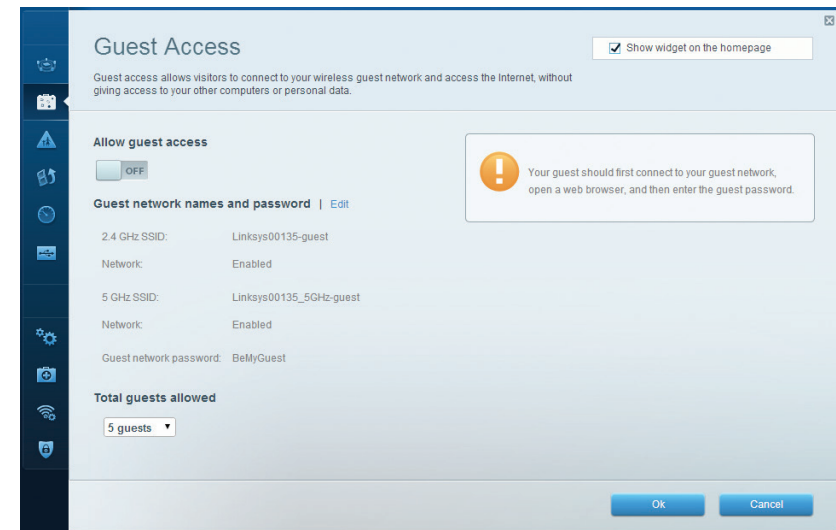 Guest Access
Show widget on the homepage
Guest access allows visitors to connect to your wireless guest network and access the Internet, without
giving access to your other computers or personal data.
Allow guest access
OFF
Your guest should first connect to your guest network,
open a web browser, and then enter the guest password.
Guest network names and password | Edit
2.4 GHz SSID: Linksys00135-guest
Network: Enabled
5 GHz SSID: Linksys00135_5GHz-guest
Network: Enabled
Guest network password: BeMyGuest
Total guests allowed
5 guests
Ok Cancel